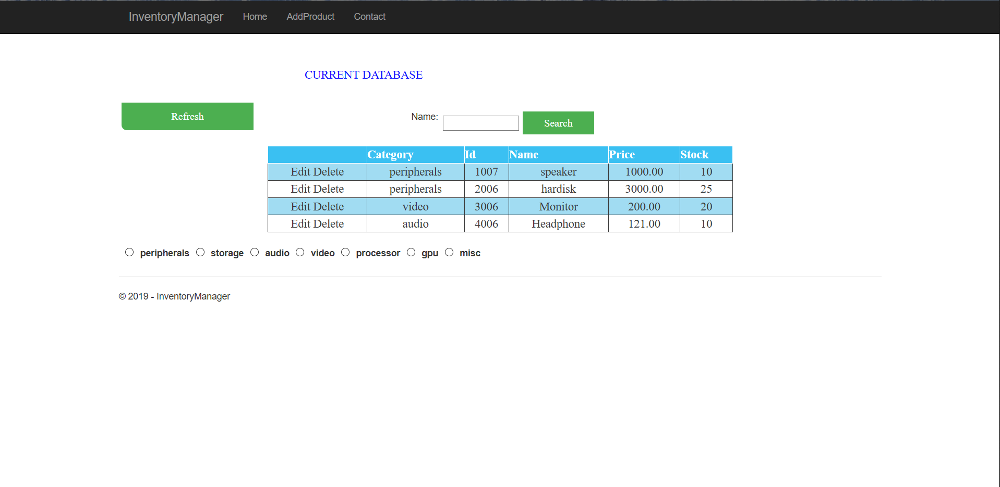 InventoryManager Home AddProduct Contact
CURRENT DATABASE
Refresh Name: Search
Category Id Name Price Stock
Edit Delete peripherals 1007 speaker 1000.00 10
Edit Delete peripherals 2006 hardisk 3000.00 25
Edit Delete video 3006 Monitor 200.00 20
Edit Delete audio 4006 Headphone 121.00 10
peripherals storage audio video processor gpu misc
© 2019 - InventoryManager